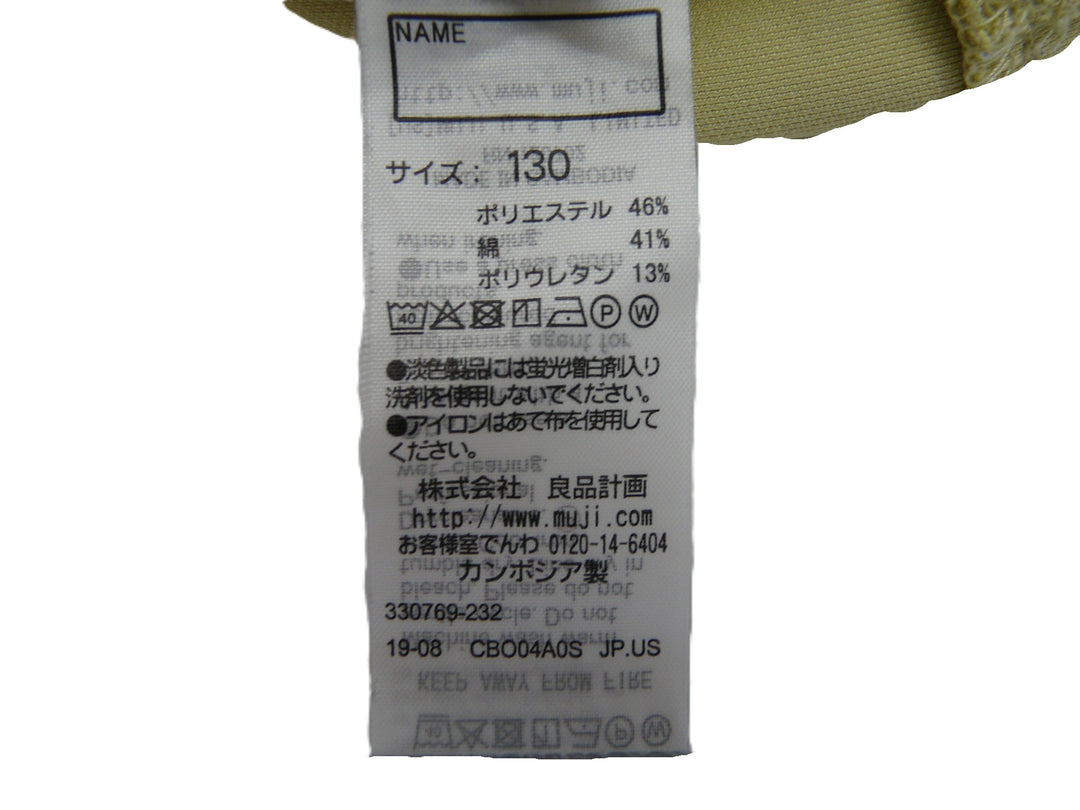 NAME
サイズ： 130
ポリエステル 46%
綿 41%
ポリウレタン 13%
40 P W
●淡色製品には蛍光増白剤入り
洗剤を使用しないでください。
●アイロンはあて布を使用して
ください。
株式会社 良品計画
http://www.muji.com
お客様室でんわ 0120-14-6404
カンボジア製
330769-232
19-08 CBO04A0S JP.US